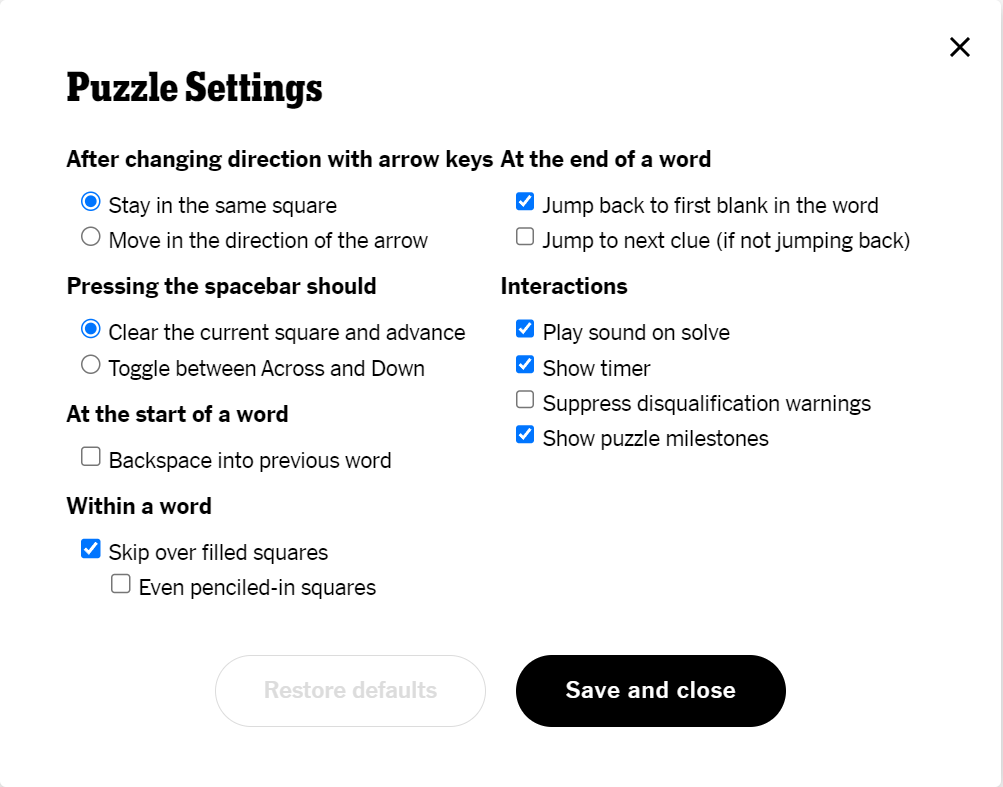 Puzzle Settings
After changing direction with arrow keys
Stay in the same square
Move in the direction of the arrow
Pressing the spacebar should
Clear the current square and advance
Toggle between Across and Down
At the start of a word
Backspace into previous word
Within a word
Skip over filled squares
Even penciled-in squares
At the end of a word
Jump back to first blank in the word
Jump to next clue (if not jumping back)
Interactions
Play sound on solve
Show timer
Suppress disqualification warnings
Show puzzle milestones
Restore defaults
Save and close